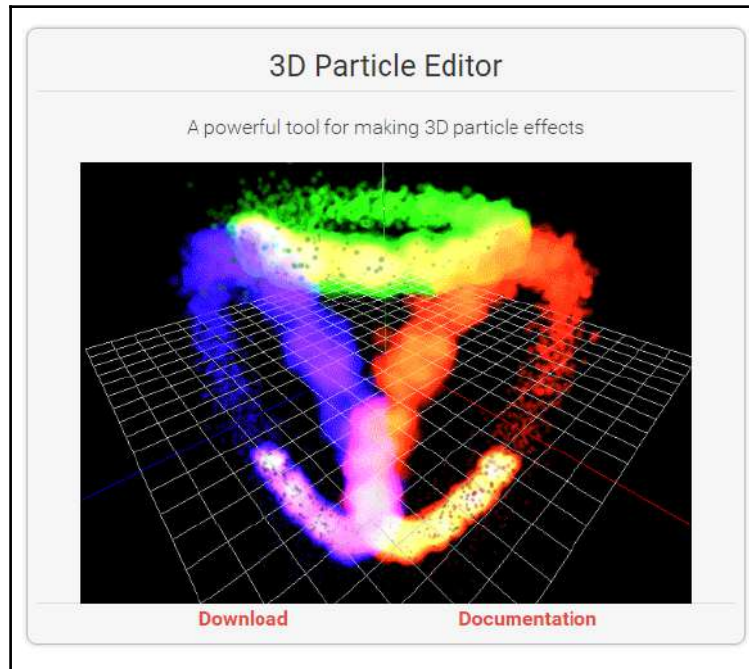 3D Particle Editor
A powerful tool for making 3D particle effects
Download Documentation